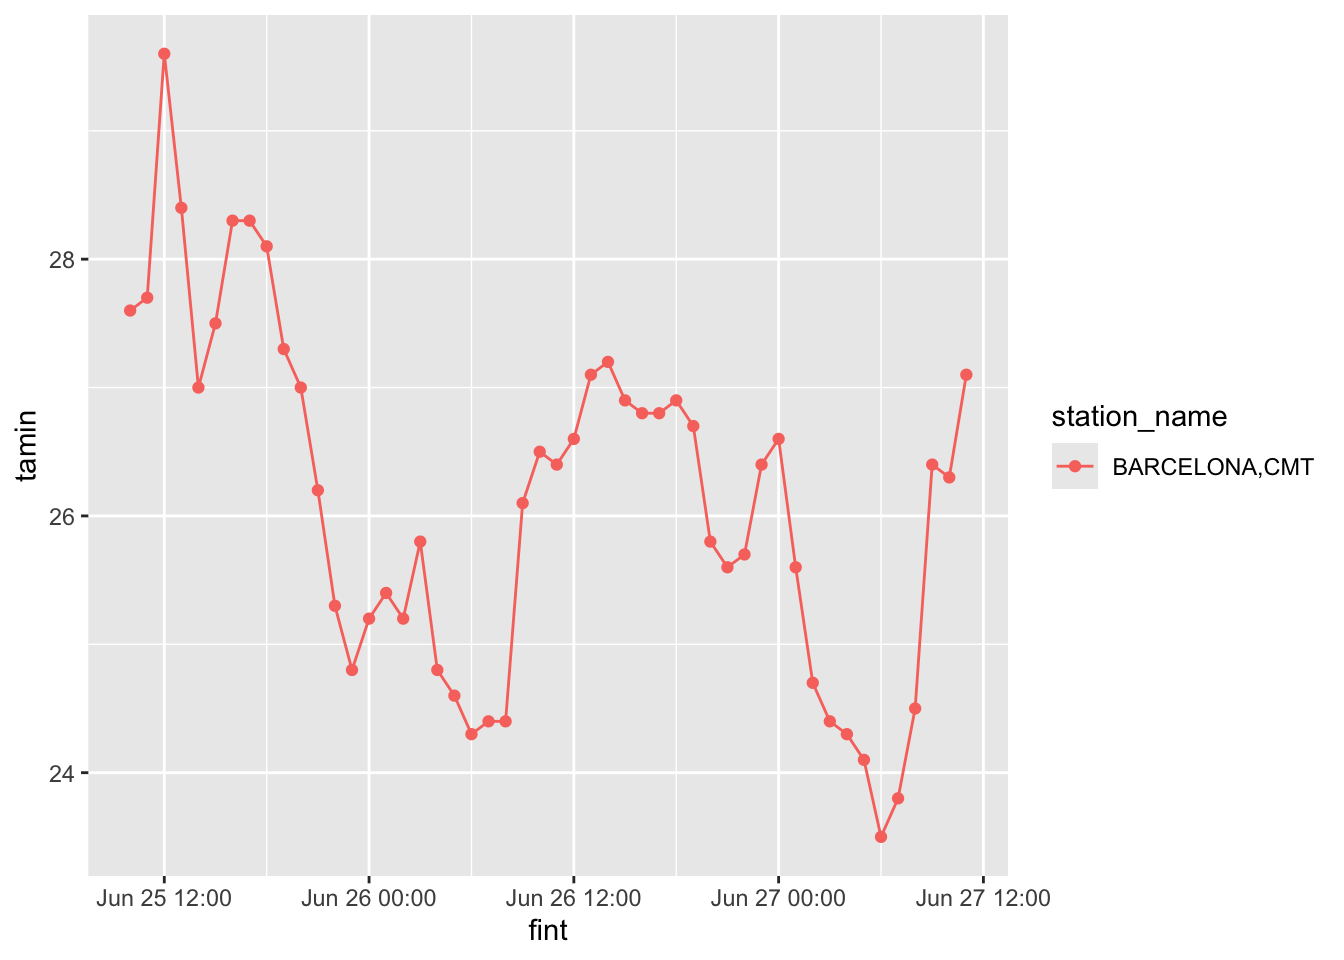 28
26
24
tamin
Jun 25 12:00
Jun 26 00:00
Jun 26 12:00
Jun 27 00:00
Jun 27 12:00
fint
station_name
BARCELONA,CMT